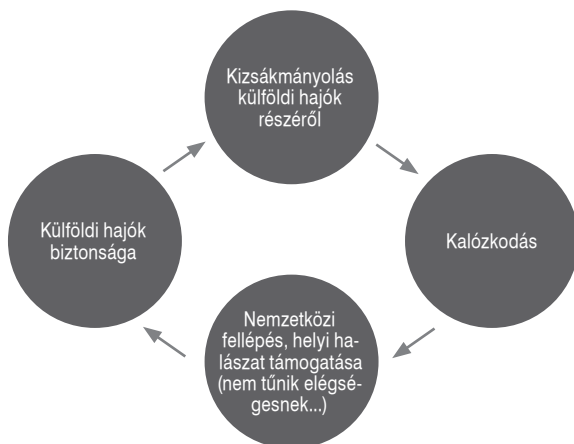 Kizsákmányolás
külföldi hajók
részéről
Külföldi hajók
biztonsága
Kalózkodás
Nemzetközi
fellépés, helyi ha-
lászat támogatása
(nem tűnik elégsé-
gesnek...)